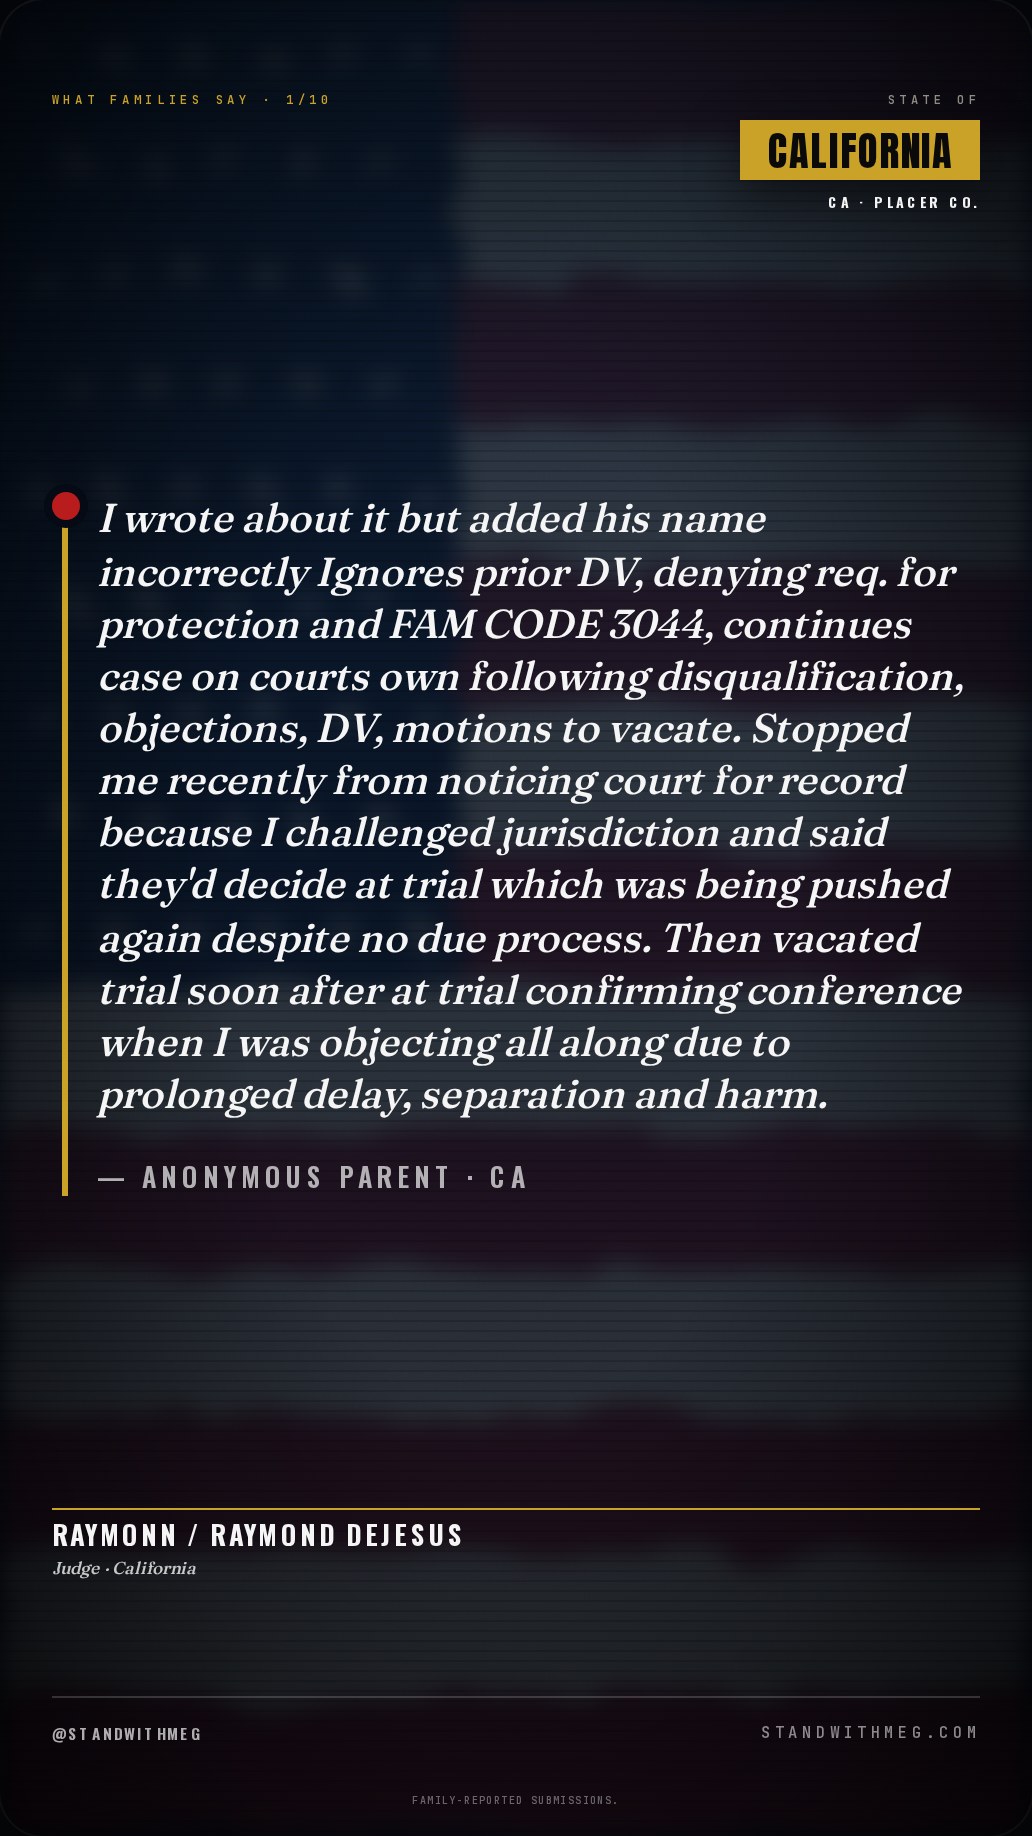 WHAT FAMILIES SAY · 1/10
STATE OF
CALIFORNIA
CA · PLACER CO.
I wrote about it but added his name
incorrectly Ignores prior DV, denying req. for
protection and FAM CODE 3044, continues
case on courts own following disqualification,
objections, DV, motions to vacate. Stopped
me recently from noticing court for record
because I challenged jurisdiction and said
they'd decide at trial which was being pushed
again despite no due process. Then vacated
trial soon after at trial confirming conference
when I was objecting all along due to
prolonged delay, separation and harm.
— ANONYMOUS PARENT · CA
RAYMONN / RAYMOND DEJESUS
Judge · California
@STANDWITHMEG
STANDWITHMEG.COM
FAMILY-REPORTED SUBMISSIONS.